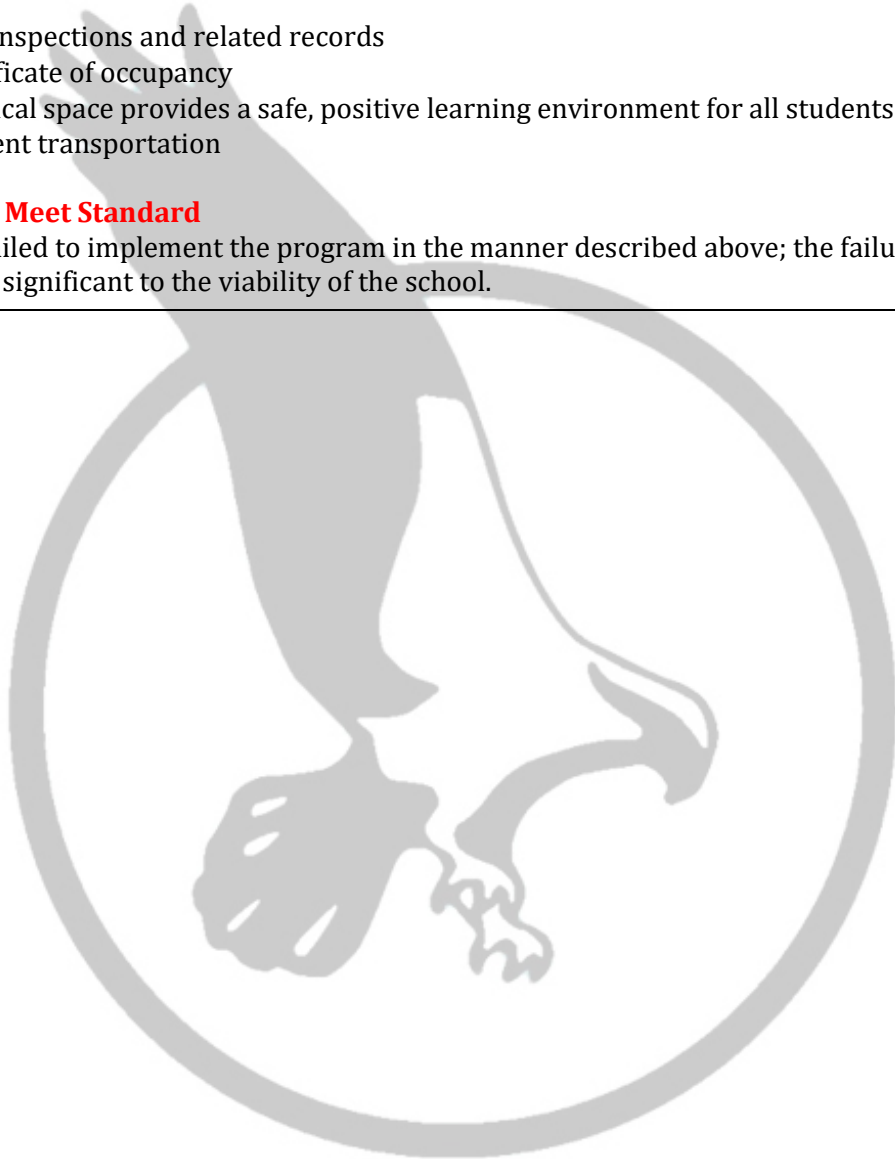 nspections and related records
ficate of occupancy
ical space provides a safe, positive learning environment for all students
ent transportation
Meet Standard
iled to implement the program in the manner described above; the failu
significant to the viability of the school.